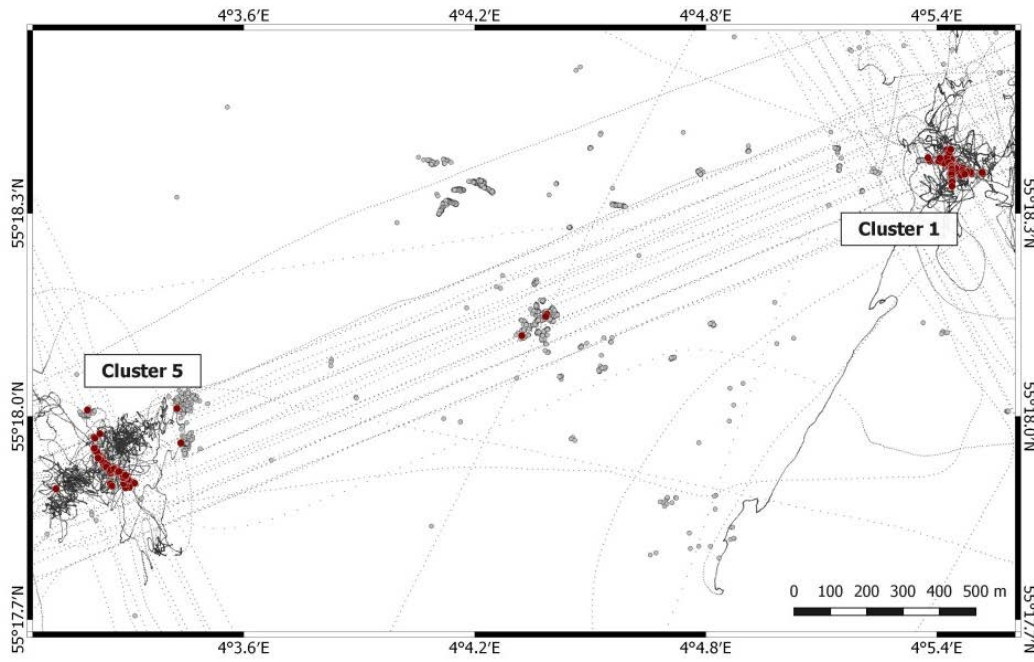 4°3.6′E 4°4.2′E 4°4.8′E 4°5.4′E
55°18.3′N 55°18.3′N
Cluster 1
Cluster 5
55°18.0′N 55°18.0′N
0 100 200 300 400 500 m
55°17.7′N 55°17.7′N
4°3.6′E 4°4.2′E 4°4.8′E 4°5.4′E